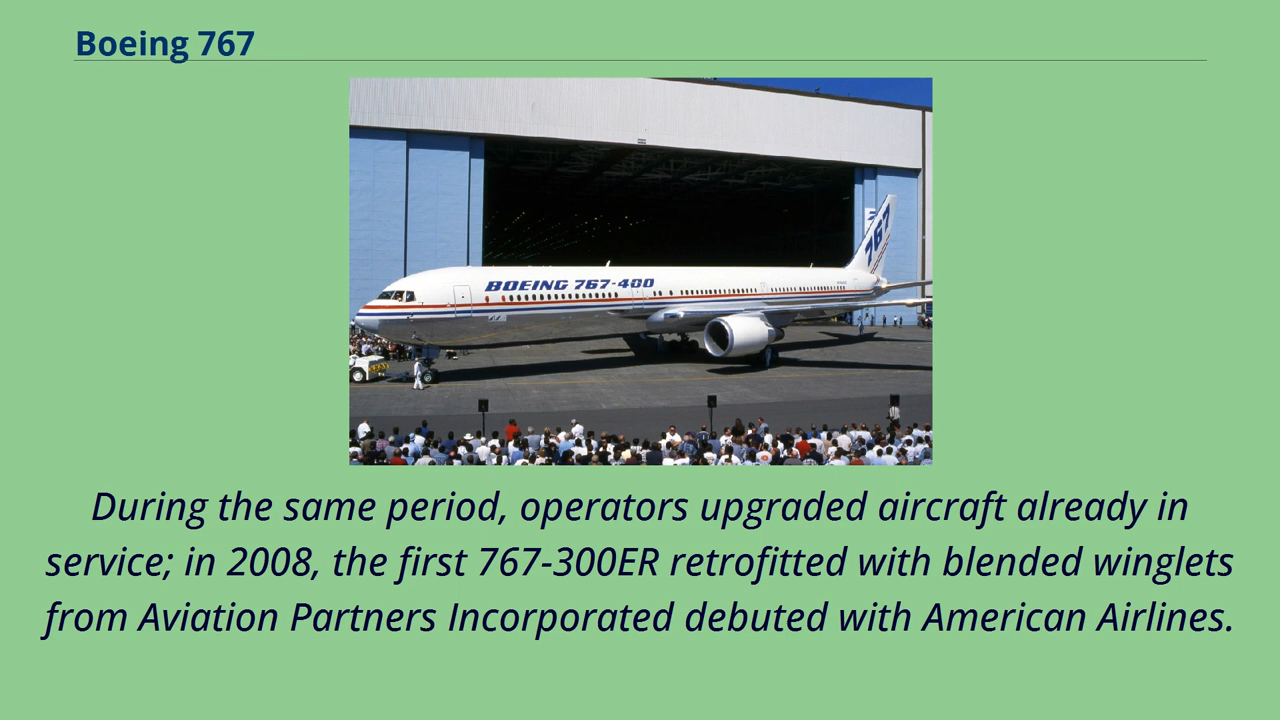 Boeing 767
767
BOEING 767-400
During the same period, operators upgraded aircraft already in
service; in 2008, the first 767-300ER retrofitted with blended winglets
from Aviation Partners Incorporated debuted with American Airlines.